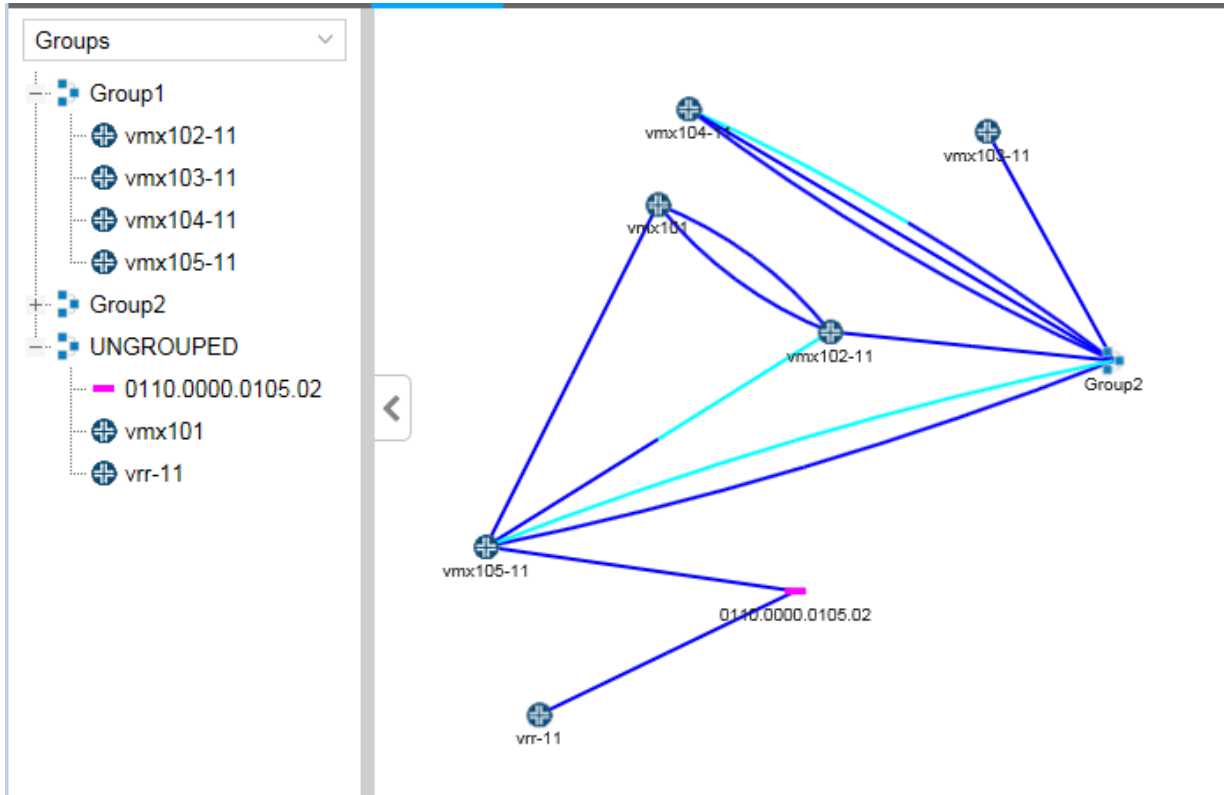 Groups
Group1
vmx102-11
vmx103-11
vmx104-11
vmx105-11
Group2
UNGROUPED
0110.0000.0105.02
vmx101
vrr-11
vmx104-11
vmx103-11
vmx101
vmx102-11
Group2
vmx105-11
0110.0000.0105.02
vrr-11